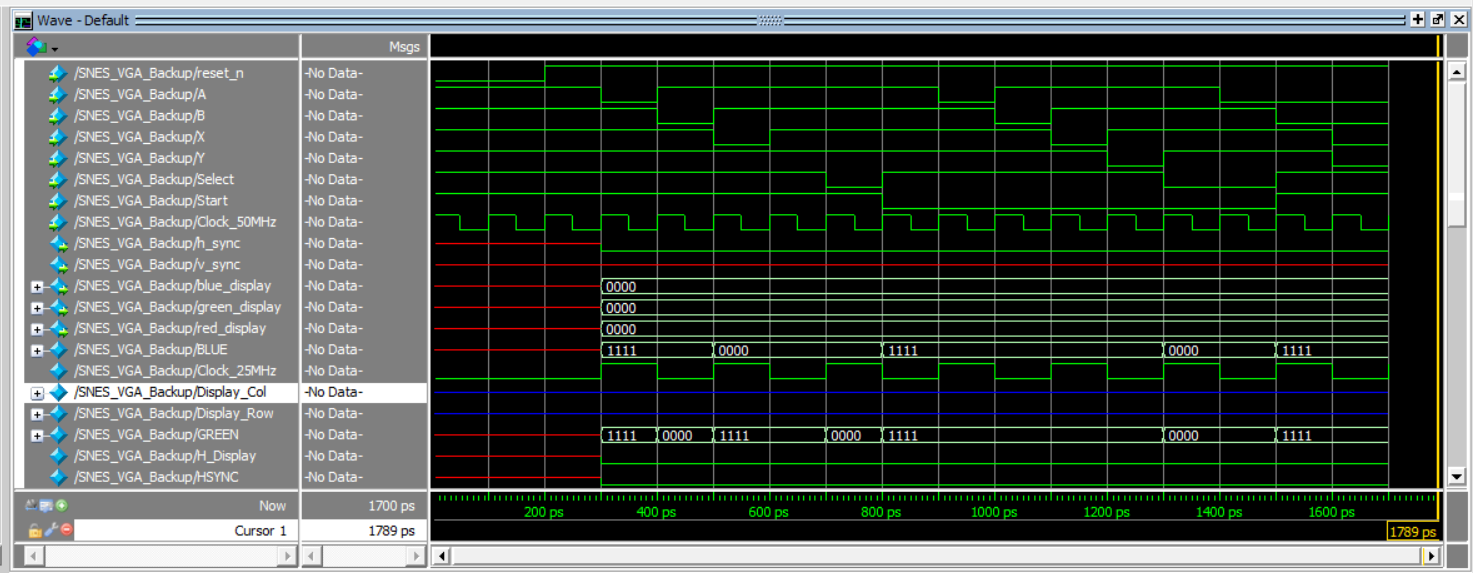 Wave - Default
Msgs
/SNES_VGA_Backup/reset_n -No Data-
/SNES_VGA_Backup/A -No Data-
/SNES_VGA_Backup/B -No Data-
/SNES_VGA_Backup/X -No Data-
/SNES_VGA_Backup/Y -No Data-
/SNES_VGA_Backup/Select -No Data-
/SNES_VGA_Backup/Start -No Data-
/SNES_VGA_Backup/Clock_50MHz -No Data-
/SNES_VGA_Backup/h_sync -No Data-
/SNES_VGA_Backup/v_sync -No Data-
/SNES_VGA_Backup/blue_display -No Data- 0000
/SNES_VGA_Backup/green_display -No Data- 0000
/SNES_VGA_Backup/red_display -No Data- 0000
/SNES_VGA_Backup/BLUE -No Data- 1111 0000 1111 0000 1111
/SNES_VGA_Backup/Clock_25MHz -No Data-
/SNES_VGA_Backup/Display_Col -No Data-
/SNES_VGA_Backup/Display_Row -No Data-
/SNES_VGA_Backup/GREEN -No Data- 1111 0000 1111 0000 1111 0000 1111
/SNES_VGA_Backup/H_Display -No Data-
/SNES_VGA_Backup/HSYNC -No Data-
Now 1700 ps 200 ps 400 ps 600 ps 800 ps 1000 ps 1200 ps 1400 ps 1600 ps
Cursor 1 1789 ps 1789 ps